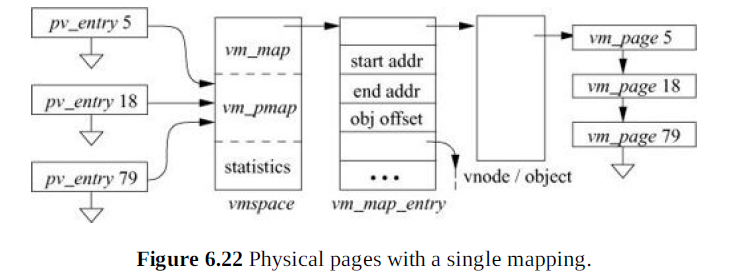 pv_entry 5
pv_entry 18
pv_entry 79
vm_map
vm_pmap
statistics
vmspace
start addr
end addr
obj offset
• • •
vm_map_entry
vnode / object
vm_page 5
vm_page 18
vm_page 79
Figure 6.22 Physical pages with a single mapping.